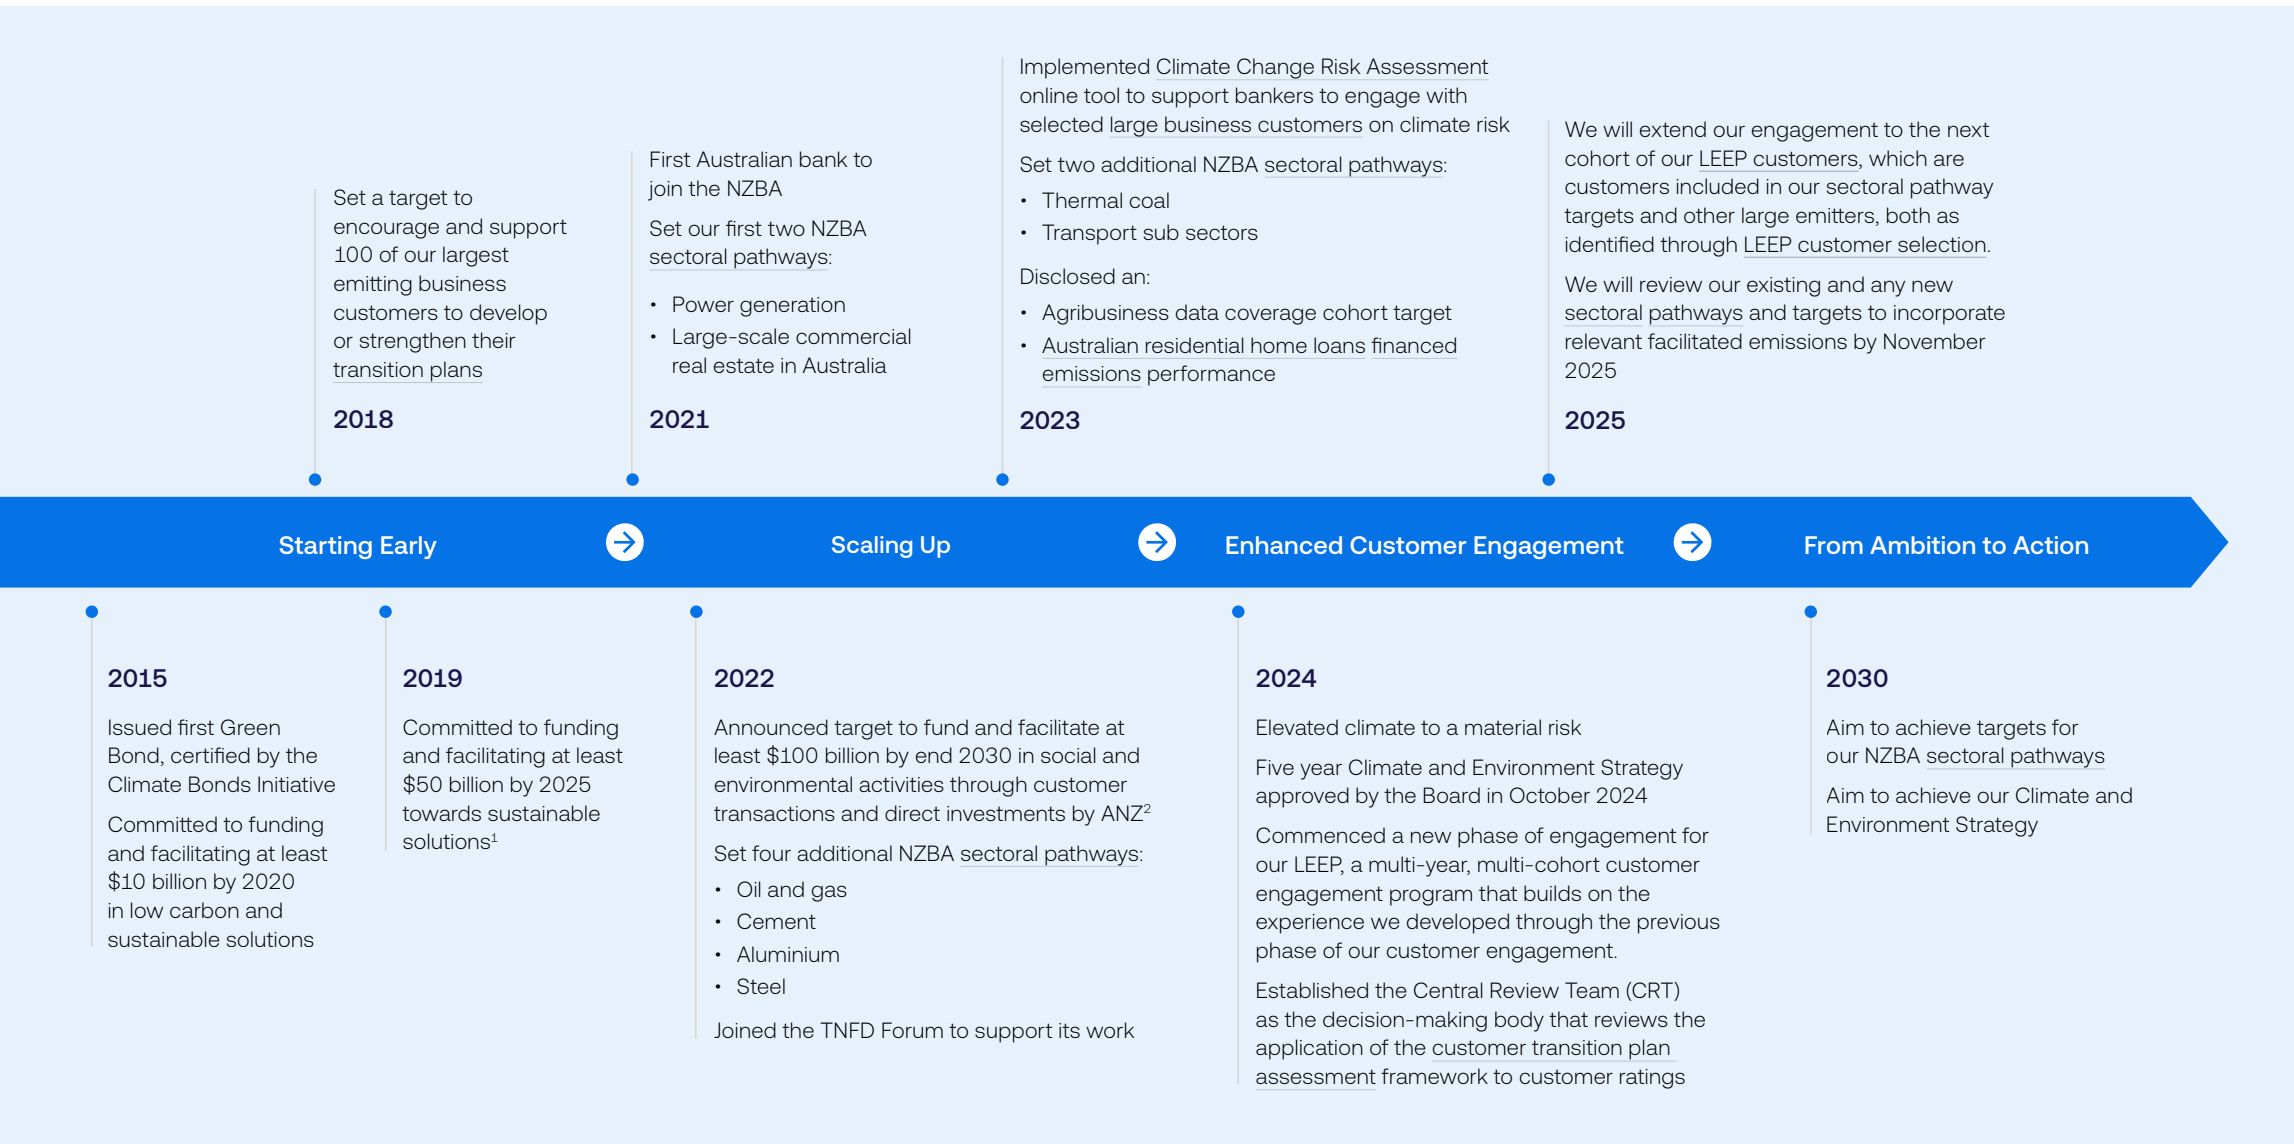 Set a target to
encourage and support
100 of our largest
emitting business
customers to develop
or strengthen their
transition plans
2018
First Australian bank to
join the NZBA
Set our first two NZBA
sectoral pathways:
• Power generation
• Large-scale commercial
real estate in Australia
2021
Implemented Climate Change Risk Assessment
online tool to support bankers to engage with
selected large business customers on climate risk
Set two additional NZBA sectoral pathways:
• Thermal coal
• Transport sub sectors
Disclosed an:
• Agribusiness data coverage cohort target
• Australian residential home loans financed
emissions performance
2023
We will extend our engagement to the next
cohort of our LEEP customers, which are
customers included in our sectoral pathway
targets and other large emitters, both as
identified through LEEP customer selection.
We will review our existing and any new
sectoral pathways and targets to incorporate
relevant facilitated emissions by November
2025
2025
Starting Early
Scaling Up
Enhanced Customer Engagement
From Ambition to Action
2015
Issued first Green
Bond, certified by the
Climate Bonds Initiative
Committed to funding
and facilitating at least
$10 billion by 2020
in low carbon and
sustainable solutions
2019
Committed to funding
and facilitating at least
$50 billion by 2025
towards sustainable
solutions¹
2022
Announced target to fund and facilitate at
least $100 billion by end 2030 in social and
environmental activities through customer
transactions and direct investments by ANZ²
Set four additional NZBA sectoral pathways:
• Oil and gas
• Cement
• Aluminium
• Steel
Joined the TNFD Forum to support its work
2024
Elevated climate to a material risk
Five year Climate and Environment Strategy
approved by the Board in October 2024
Commenced a new phase of engagement for
our LEEP, a multi-year, multi-cohort customer
engagement program that builds on the
experience we developed through the previous
phase of our customer engagement.
Established the Central Review Team (CRT)
as the decision-making body that reviews the
application of the customer transition plan
assessment framework to customer ratings
2030
Aim to achieve targets for
our NZBA sectoral pathways
Aim to achieve our Climate and
Environment Strategy